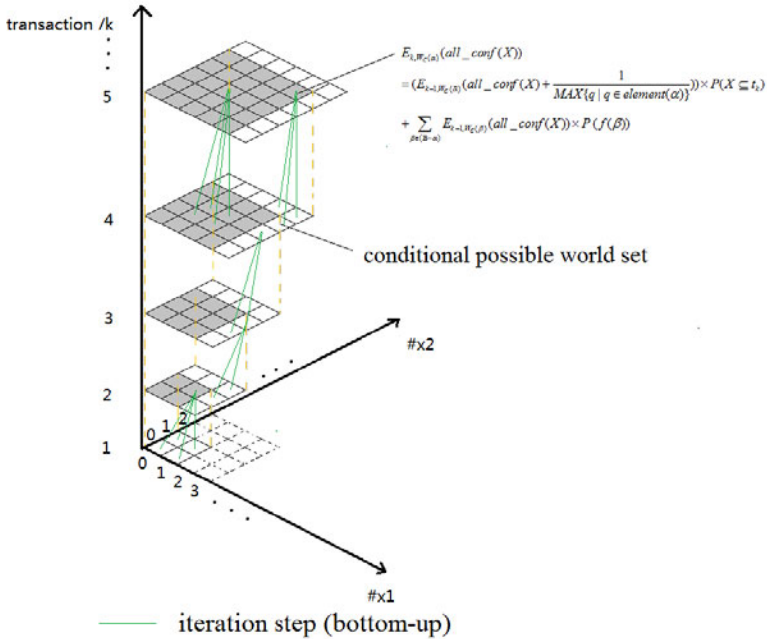 transaction /k
5
4
3
2
1
E_{k,W_C(α)}(all_conf(X))
=(E_{k-1,W_C(δ)}(all_conf(X)+\frac{1}{MAX{q | q∈element(α)}}))×P(X⊆t_k)
+∑_{β∈(B-α)}E_{k-1,W_C(β)}(all_conf(X))×P(f(β))
conditional possible world set
#x2
0 1 2
0 1 2 3
#x1
iteration step (bottom-up)